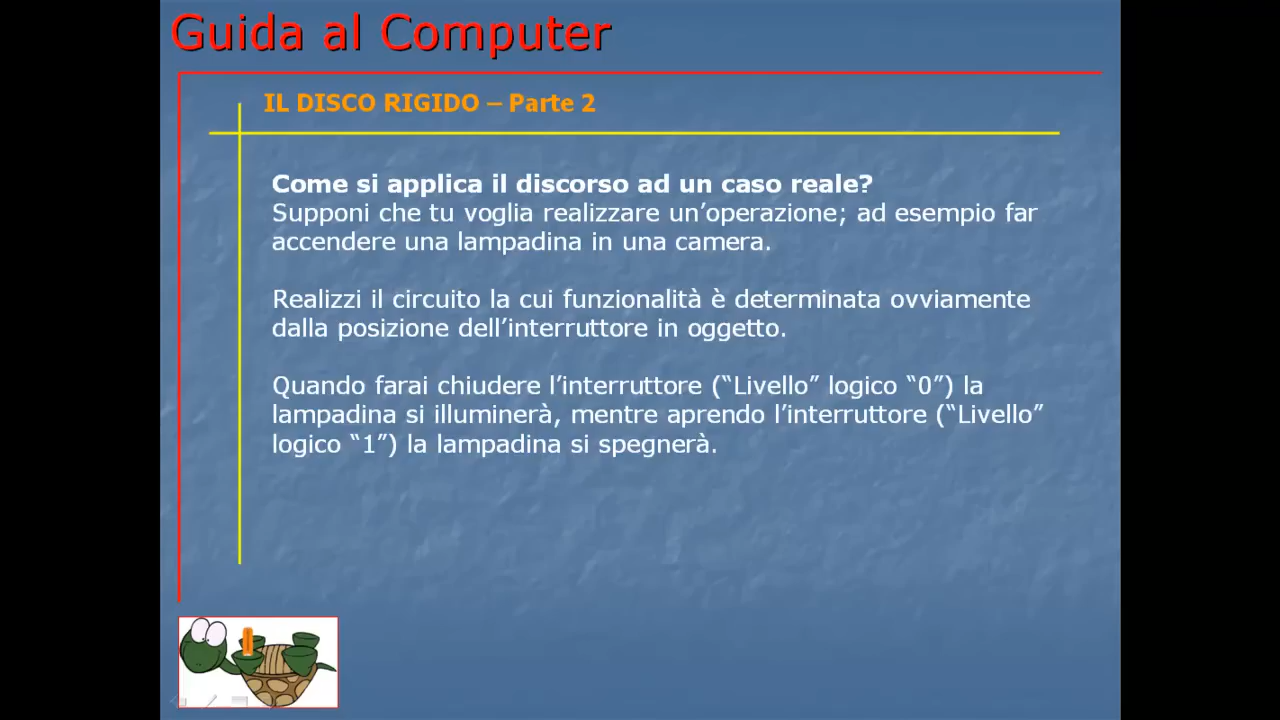 Guida al Computer
IL DISCO RIGIDO – Parte 2
Come si applica il discorso ad un caso reale?
Supponi che tu voglia realizzare un’operazione; ad esempio far
accendere una lampadina in una camera.
Realizzi il circuito la cui funzionalità è determinata ovviamente
dalla posizione dell’interruttore in oggetto.
Quando farai chiudere l’interruttore (“Livello” logico “0”) la
lampadina si illuminerà, mentre aprendo l’interruttore (“Livello”
logico “1”) la lampadina si spegnerà.